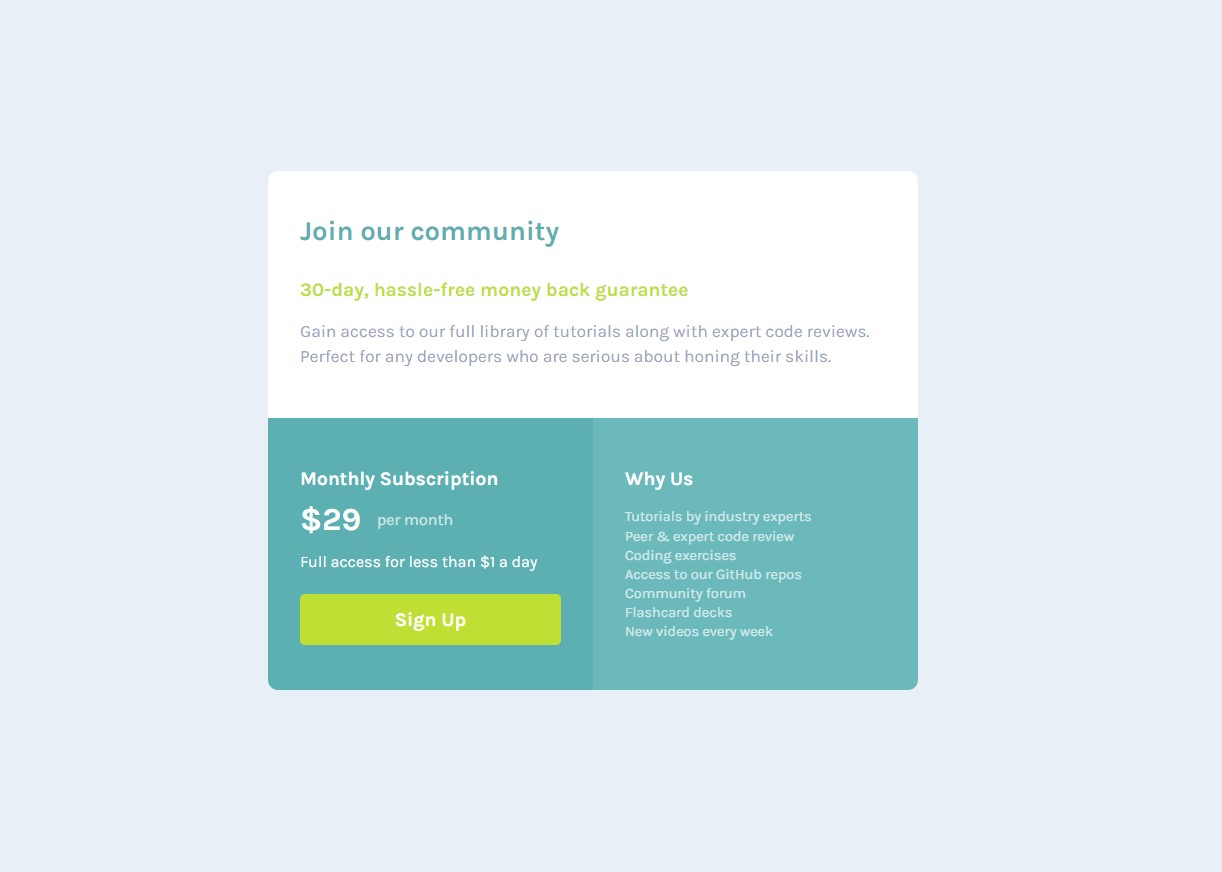 Join our community
30-day, hassle-free money back guarantee
Gain access to our full library of tutorials along with expert code reviews.
Perfect for any developers who are serious about honing their skills.
Monthly Subscription
$29 per month
Full access for less than $1 a day
Sign Up
Why Us
Tutorials by industry experts
Peer & expert code review
Coding exercises
Access to our GitHub repos
Community forum
Flashcard decks
New videos every week